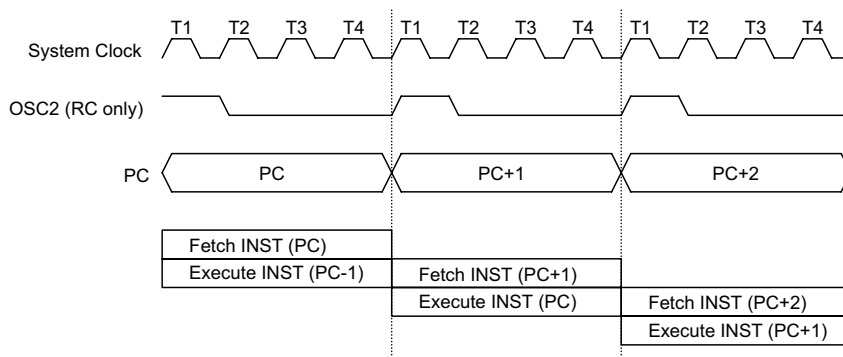 T1 T2 T3 T4 T1 T2 T3 T4 T1 T2 T3 T4
System Clock
OSC2 (RC only)
PC PC PC+1 PC+2
Fetch INST (PC)
Execute INST (PC-1) Fetch INST (PC+1)
Execute INST (PC) Fetch INST (PC+2)
Execute INST (PC+1)